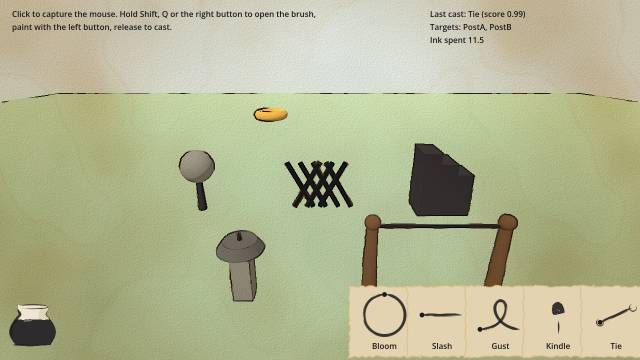 Click to capture the mouse. Hold Shift, Q or the right button to open the brush,
paint with the left button, release to cast.
Last cast: Tie (score 0.99)
Targets: PostA, PostB
Ink spent 11.5
Bloom
Slash
Gust
Kindle
Tie